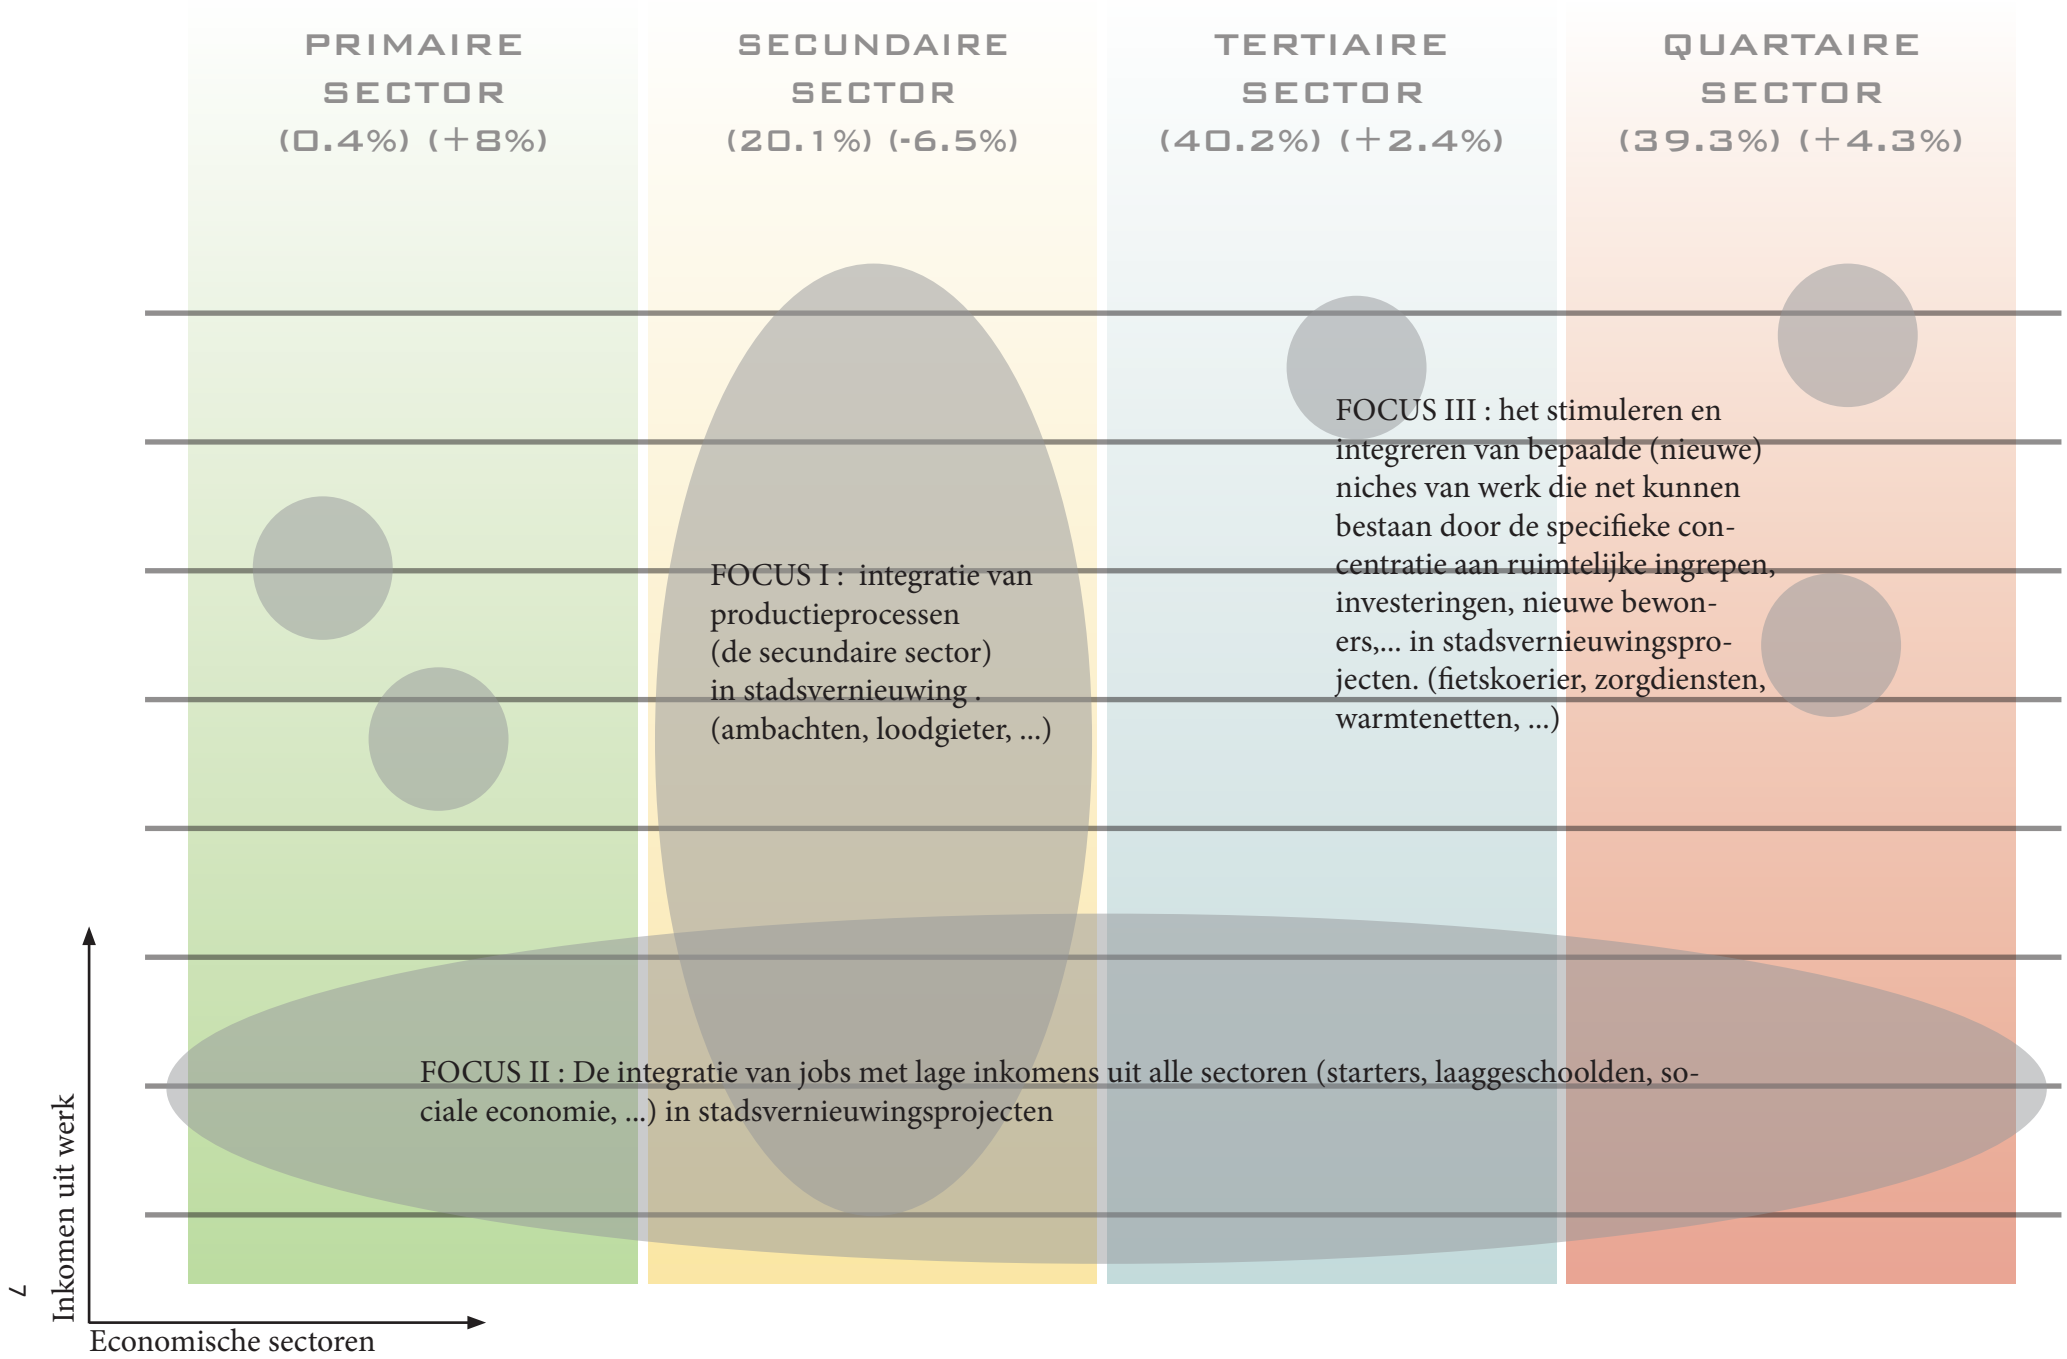 PRIMAIRE
SECTOR
(0.4%) (+8%)
SECUNDAIRE
SECTOR
(20.1%) (-6.5%)
TERTIAIRE
SECTOR
(40.2%) (+2.4%)
QUARTAIRE
SECTOR
(39.3%) (+4.3%)
FOCUS I :  integratie van
productieprocessen
(de secundaire sector)
in stadsvernieuwing .
(ambachten, loodgieter, ...)
FOCUS III : het stimuleren en
integreren van bepaalde (nieuwe)
niches van werk die net kunnen
bestaan door de specifieke con-
centratie aan ruimtelijke ingrepen,
investeringen, nieuwe bewon-
ers,... in stadsvernieuwingspro-
jecten. (fietskoerier, zorgdiensten,
warmtenetten, ...)
FOCUS II : De integratie van jobs met lage inkomens uit alle sectoren (starters, laaggeschoolden, so-
ciale economie, ...) in stadsvernieuwingsprojecten
Inkomen uit werk
Economische sectoren
7